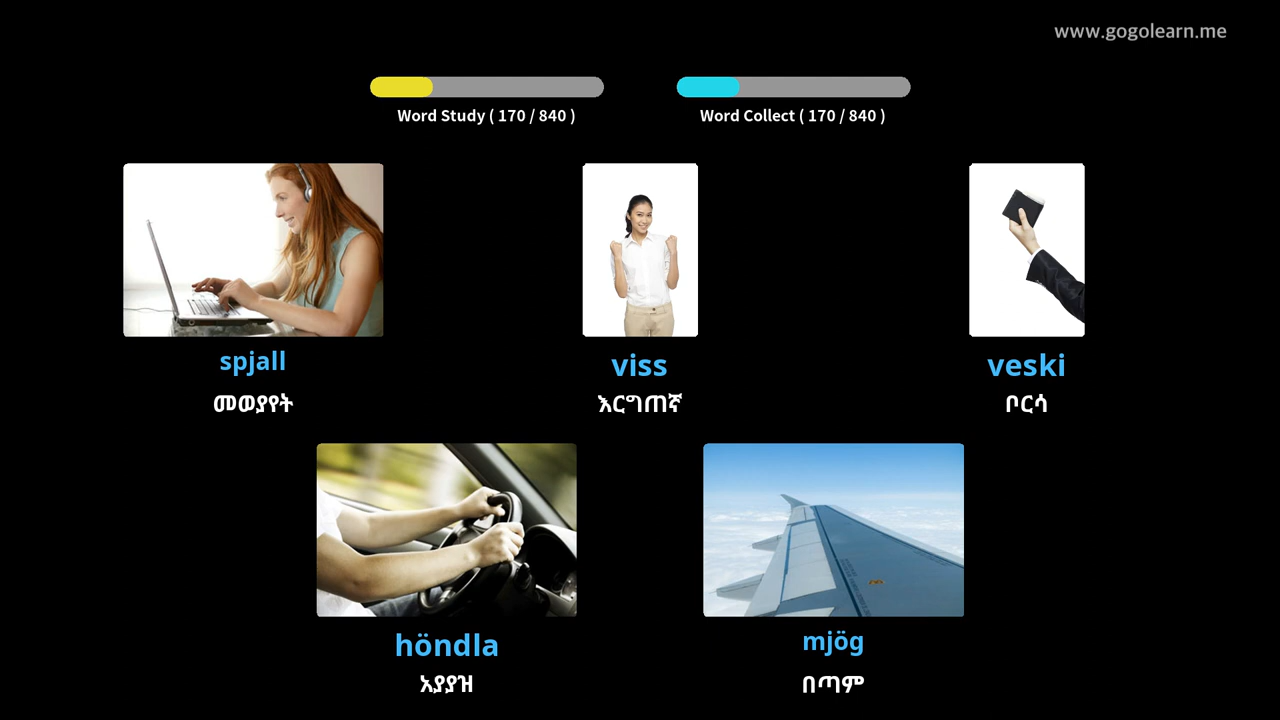 www.gogolearn.me
Word Study ( 170 / 840 )
Word Collect ( 170 / 840 )
spjall
መወያየት
viss
እርግጠኛ
veski
ቦርሳ
höndla
አያያዝ
mjög
በጣም